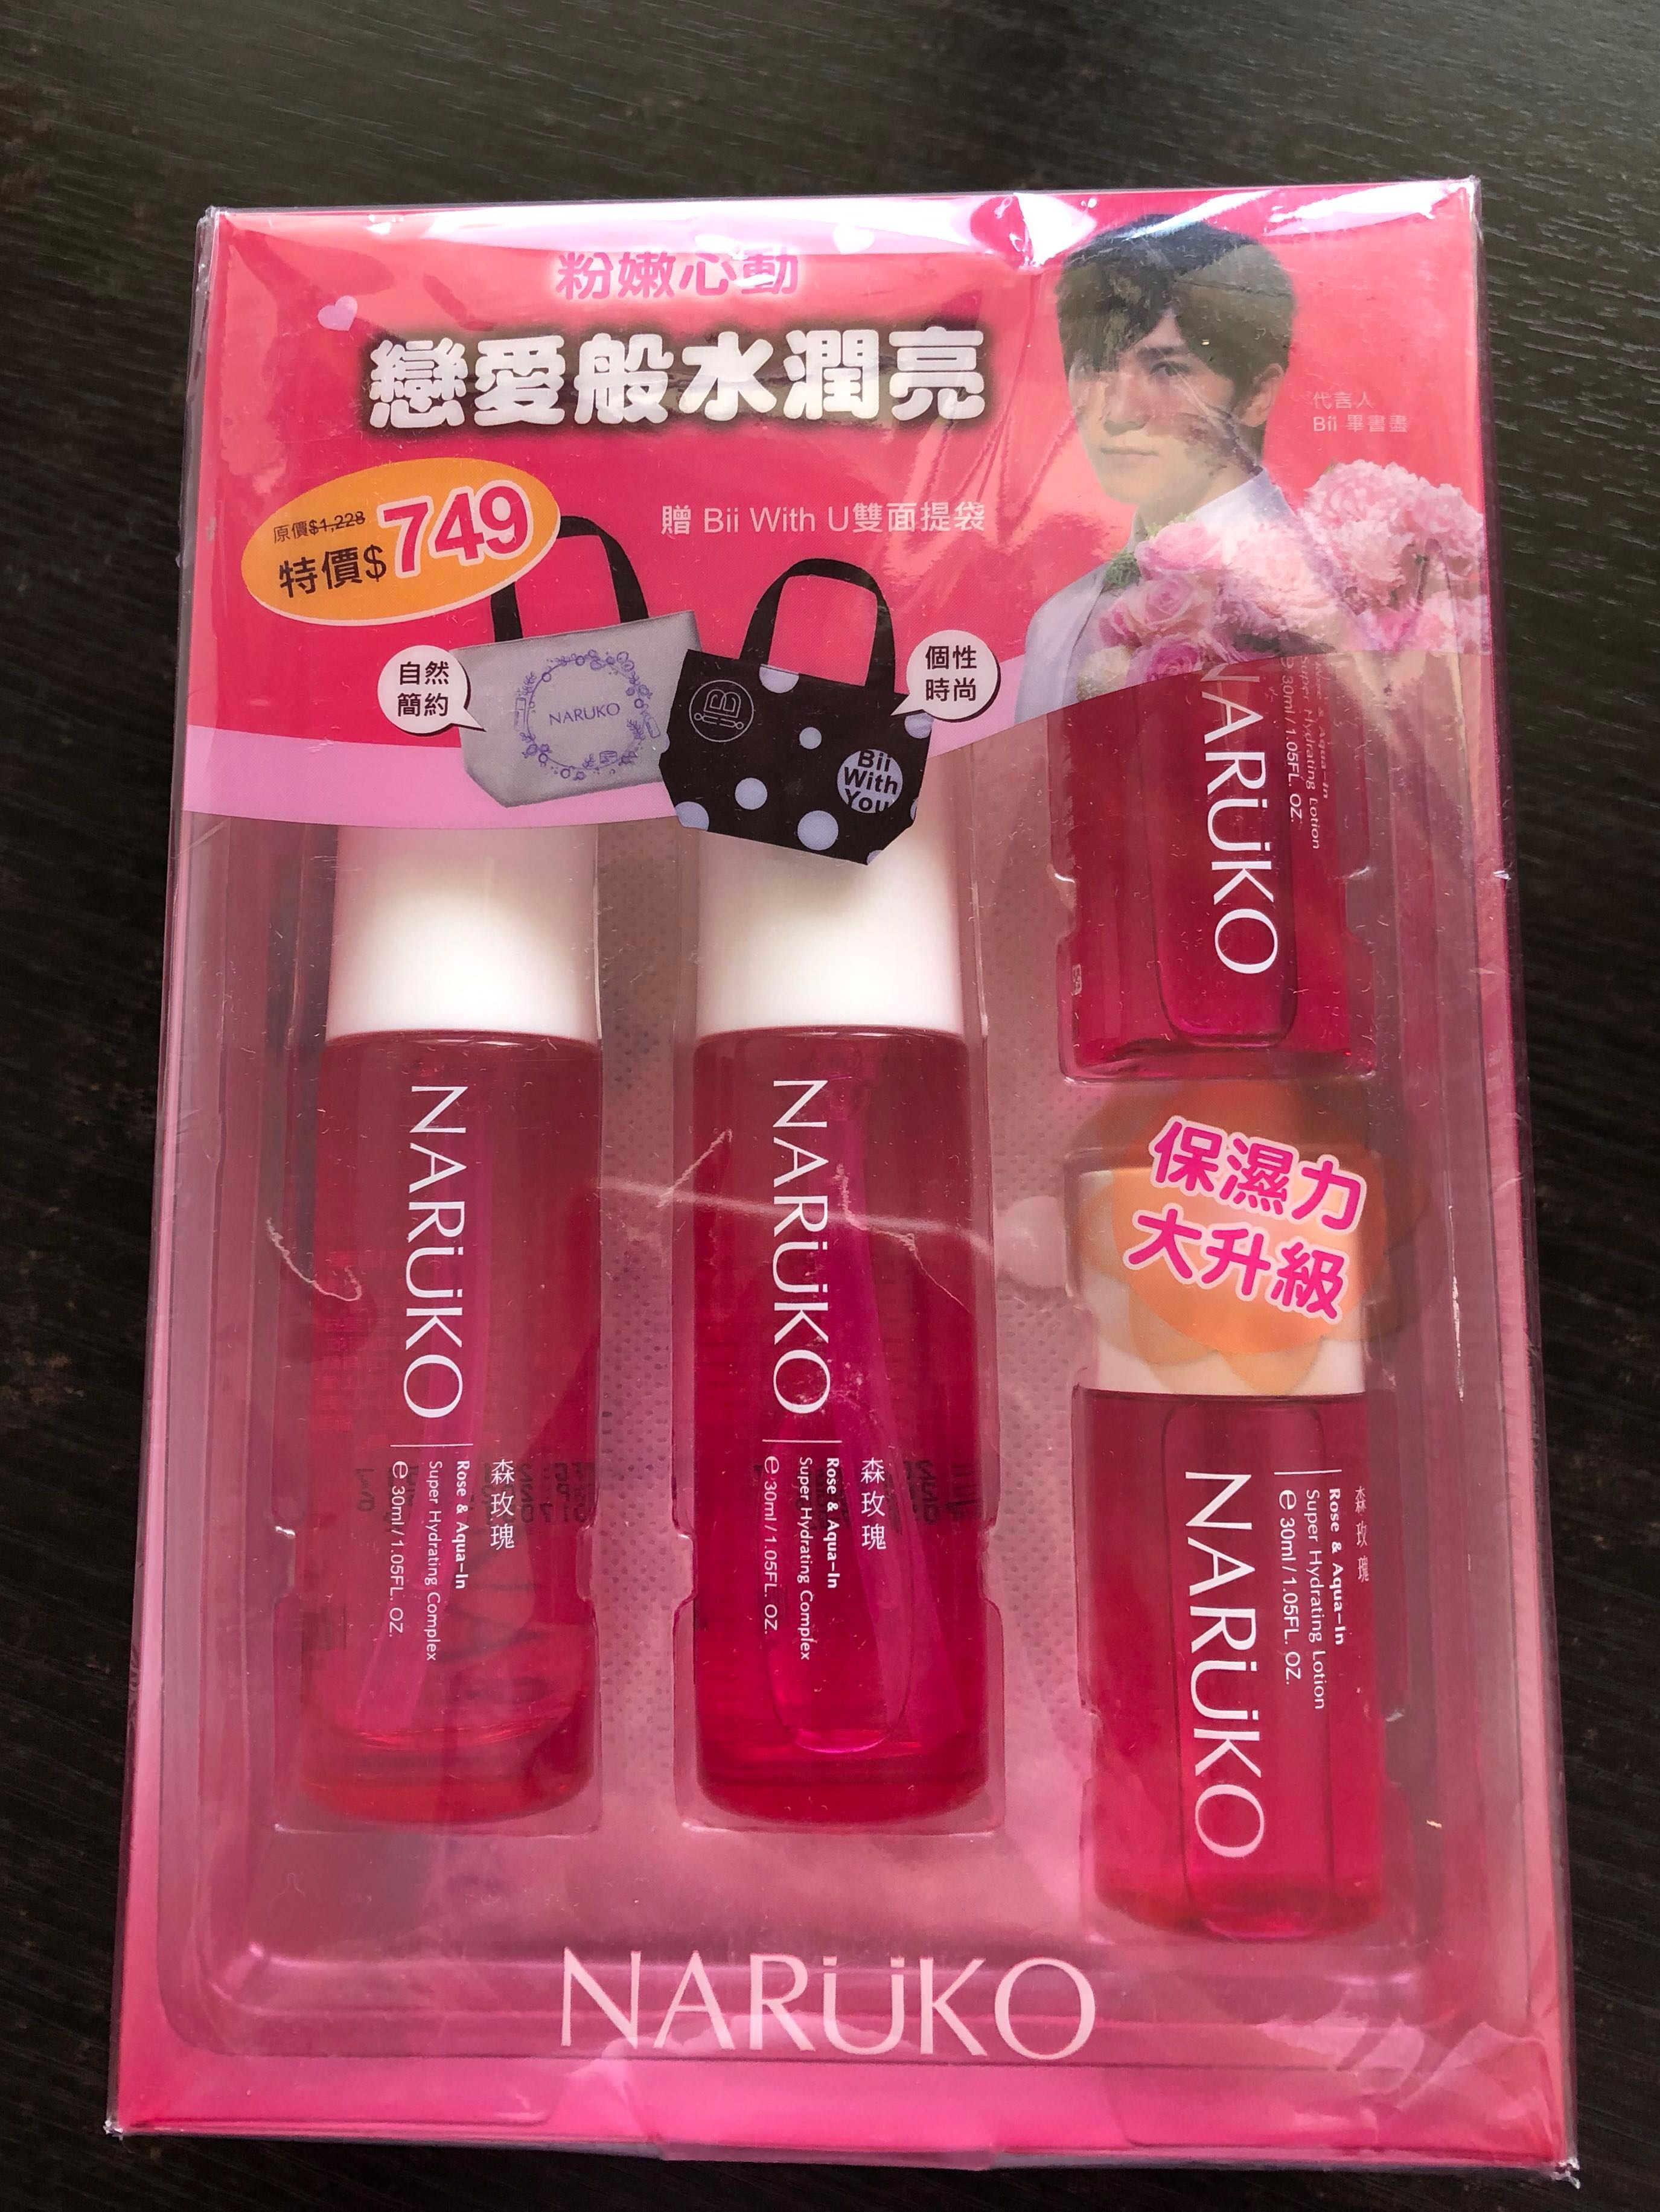 粉嫩心動
戀愛般水潤亮
代言人
Bii 畢書盡
原價$1,228
特價$749
贈 Bii With U雙面提袋
自然
簡約
NARUKO
個性
時尚
Bii
With
You
NARÜKO
Super Hydrating Lotion
e 30ml / 1.05FL. OZ.
保濕力
大升級
NARÜKO
森玫瑰
Rose & Aqua-In
Super Hydrating Complex
e 30ml / 1.05FL. OZ.
NARÜKO
森玫瑰
Rose & Aqua-In
Super Hydrating Complex
e 30ml / 1.05FL. OZ.
森玫瑰
Rose & Aqua-In
Super Hydrating Lotion
e 30ml / 1.05FL. OZ.
NARÜKO
NARÜKO